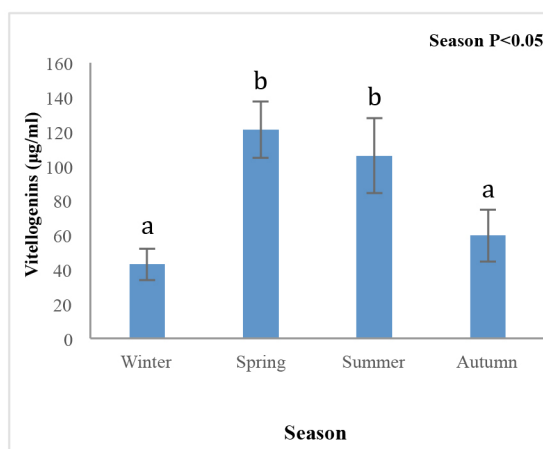 Season P<0.05
Vitellogenins (µg/ml)
160
140
120
100
80
60
40
20
0
a
b
b
a
Winter Spring Summer Autumn
Season